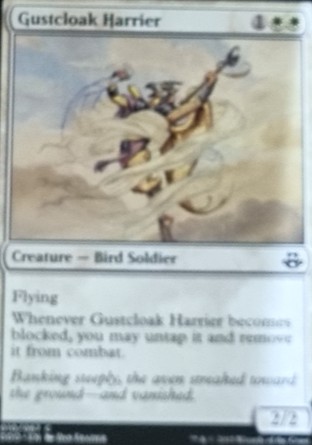 Gustcloak Harrier 1
Creature — Bird Soldier
Flying
Whenever Gustcloak Harrier becomes
blocked, you may untap it and remove
it from combat.
Banking steeply, the aven streaked toward
the ground—and vanished.
2/2